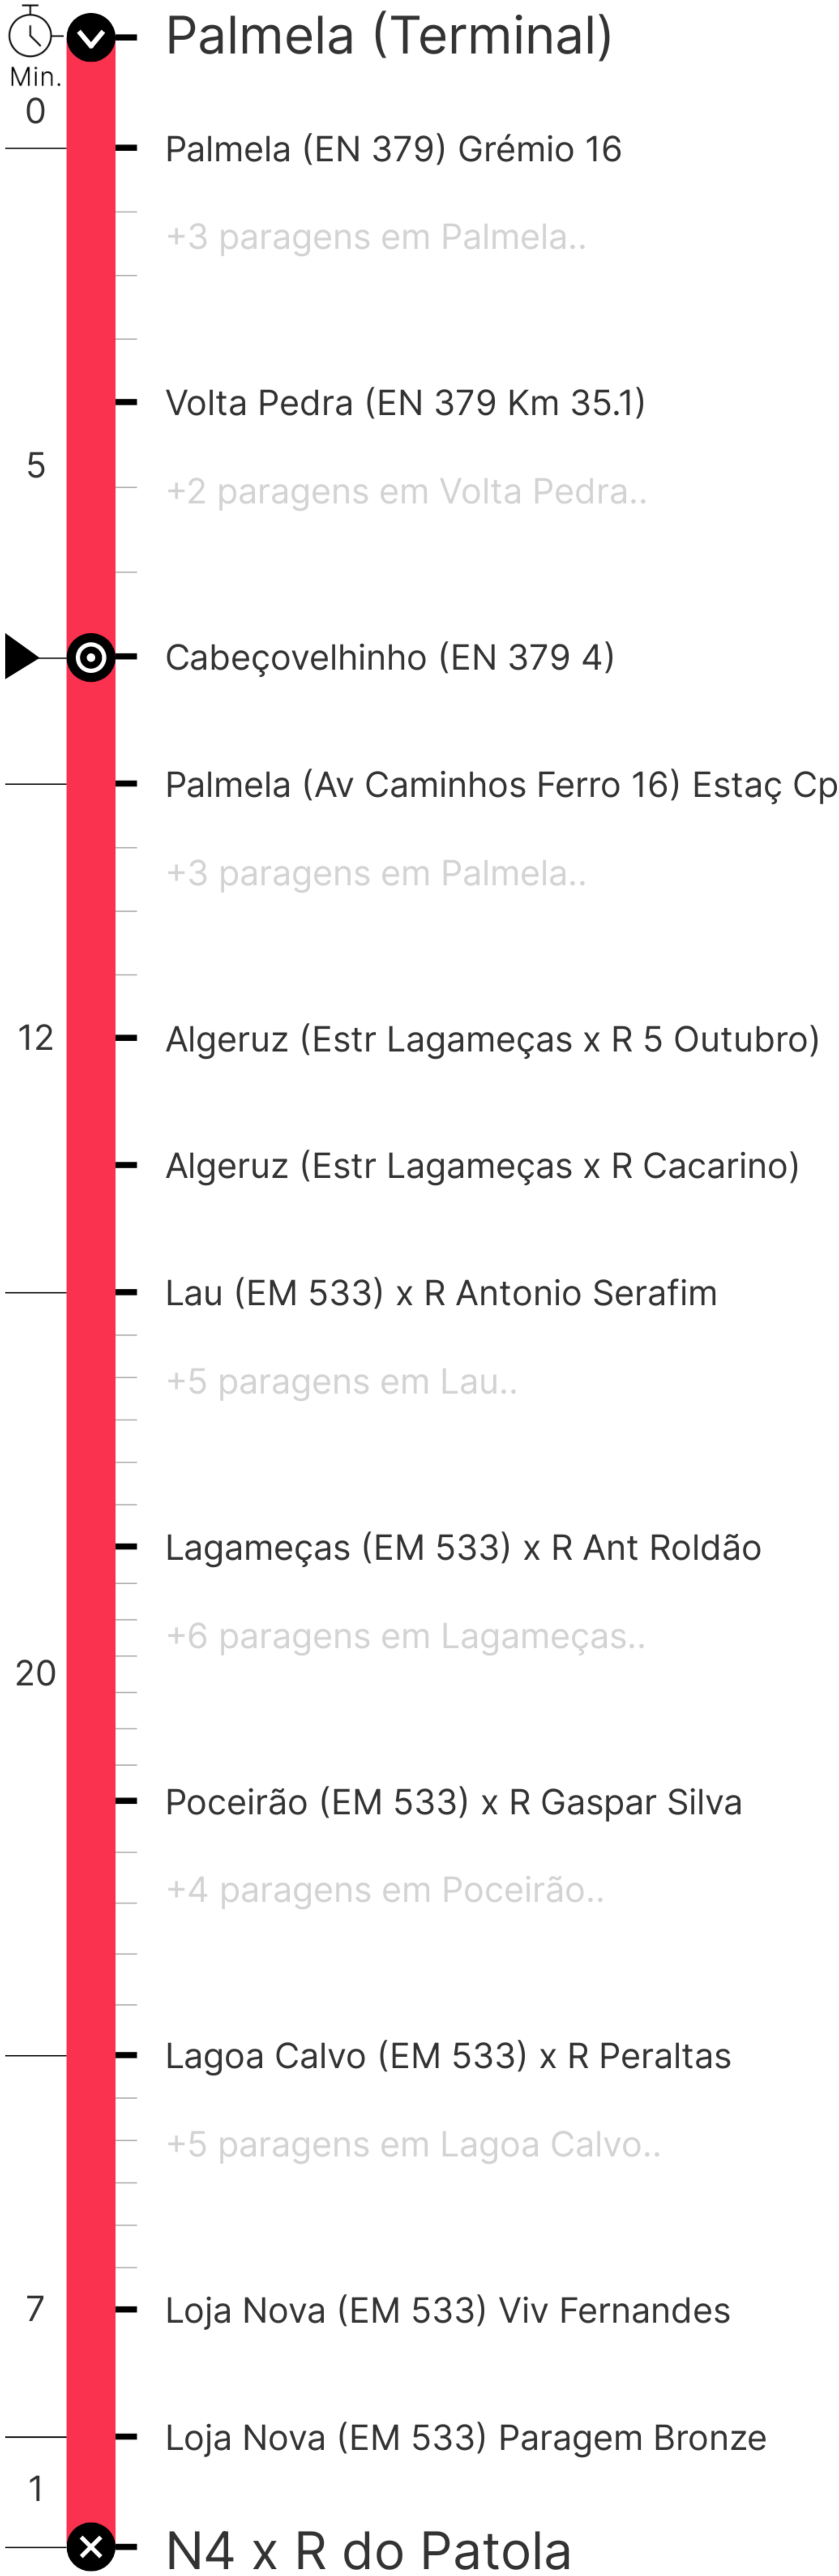 Palmela (Terminal)
Min.
0
Palmela (EN 379) Grémio 16
+3 paragens em Palmela..
Volta Pedra (EN 379 Km 35.1)
5
+2 paragens em Volta Pedra..
Cabeçovelhinho (EN 379 4)
Palmela (Av Caminhos Ferro 16) Estaç Cp
+3 paragens em Palmela..
12
Algeruz (Estr Lagameças x R 5 Outubro)
Algeruz (Estr Lagameças x R Cacarino)
Lau (EM 533) x R Antonio Serafim
+5 paragens em Lau..
Lagameças (EM 533) x R Ant Roldão
+6 paragens em Lagameças..
20
Poceirão (EM 533) x R Gaspar Silva
+4 paragens em Poceirão..
Lagoa Calvo (EM 533) x R Peraltas
+5 paragens em Lagoa Calvo..
7
Loja Nova (EM 533) Viv Fernandes
Loja Nova (EM 533) Paragem Bronze
1
N4 x R do Patola